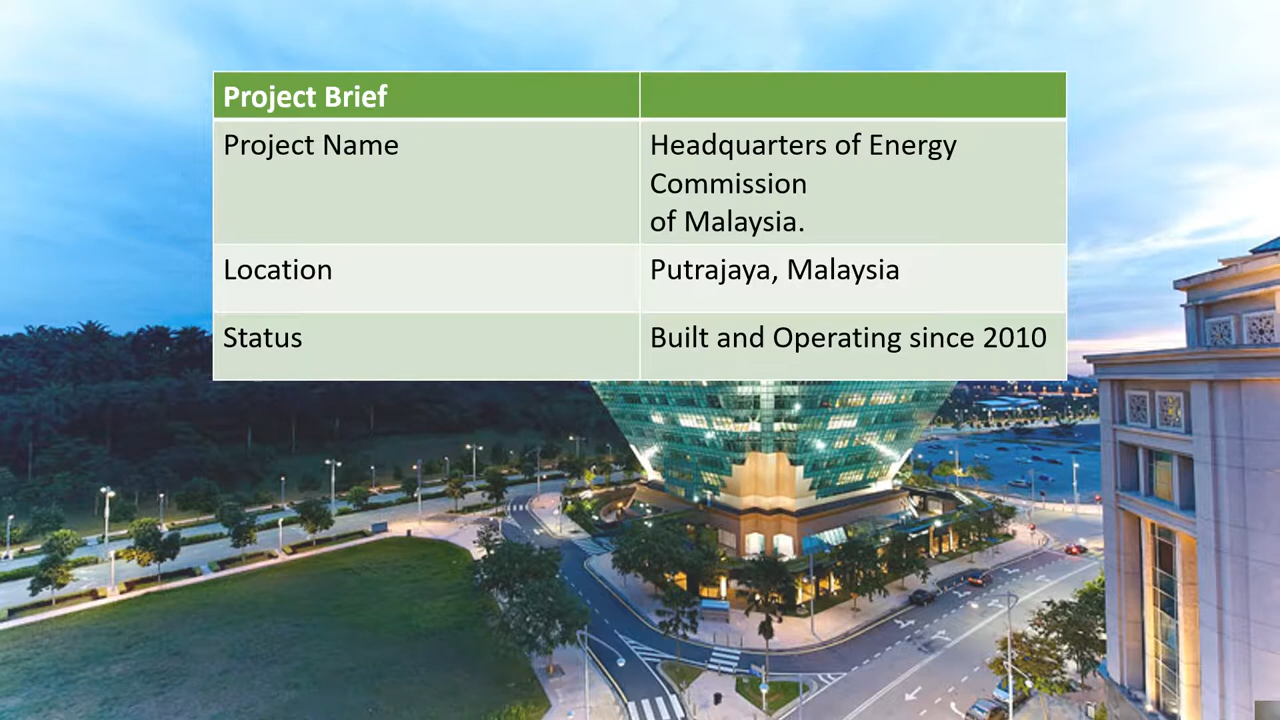 Project Brief
Project Name
Headquarters of Energy
Commission
of Malaysia.
Location
Putrajaya, Malaysia
Status
Built and Operating since 2010